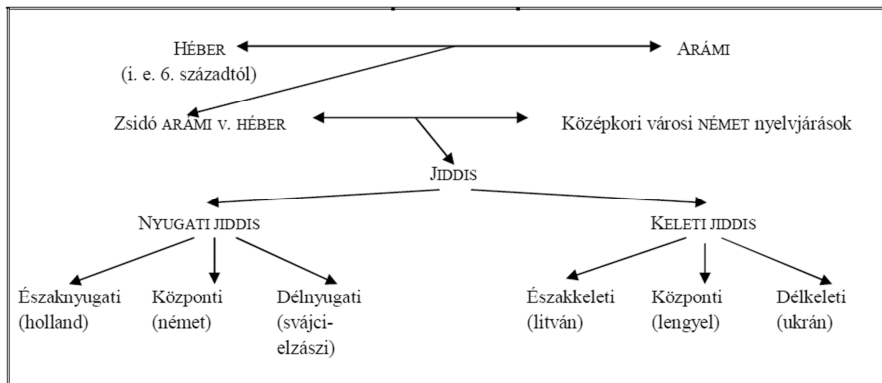 HÉBER ARÁMI
(i. e. 6. századtól)
Zsidó ARÁMI V. HÉBER Középkori városi NÉMET nyelvjárások
JIDDIS
NYUGATI JIDDIS KELETI JIDDIS
Északnyugati Központi Délnyugati Északkeleti Központi Délkeleti
(holland) (német) (svájci- (litván) (lengyel) (ukrán)
elzászi)